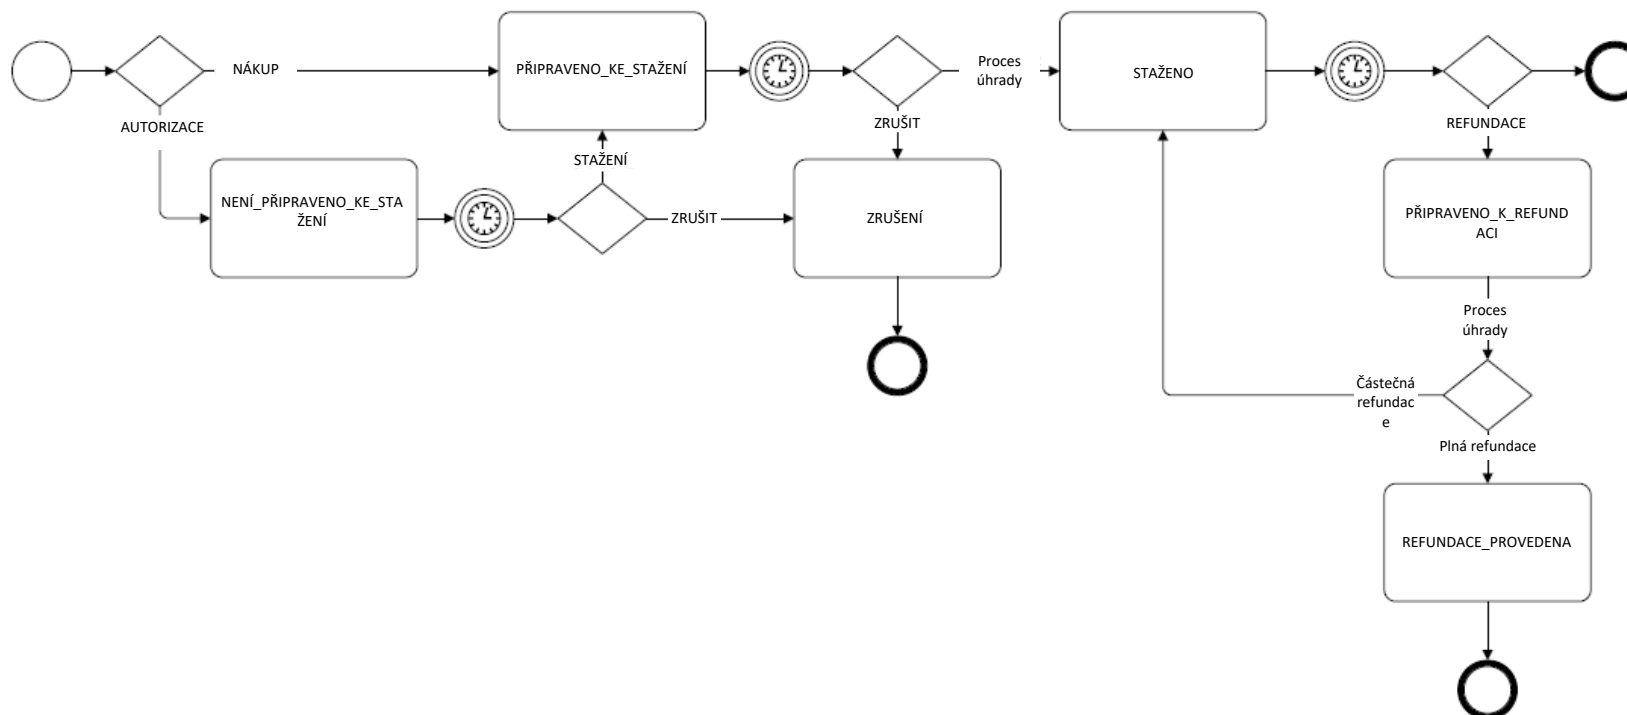 NÁKUP
PŘIPRAVENO_KE_STAŽENÍ
Proces
úhrady
STAŽENO
AUTORIZACE
ZRUŠIT
REFUNDACE
STAŽENÍ
NENÍ_PŘIPRAVENO_KE_STA
ŽENÍ
ZRUŠIT
ZRUŠENÍ
PŘIPRAVENO_K_REFUND
ACI
Proces
úhrady
Částečná
refundac
e
Plná refundace
REFUNDACE_PROVEDENA